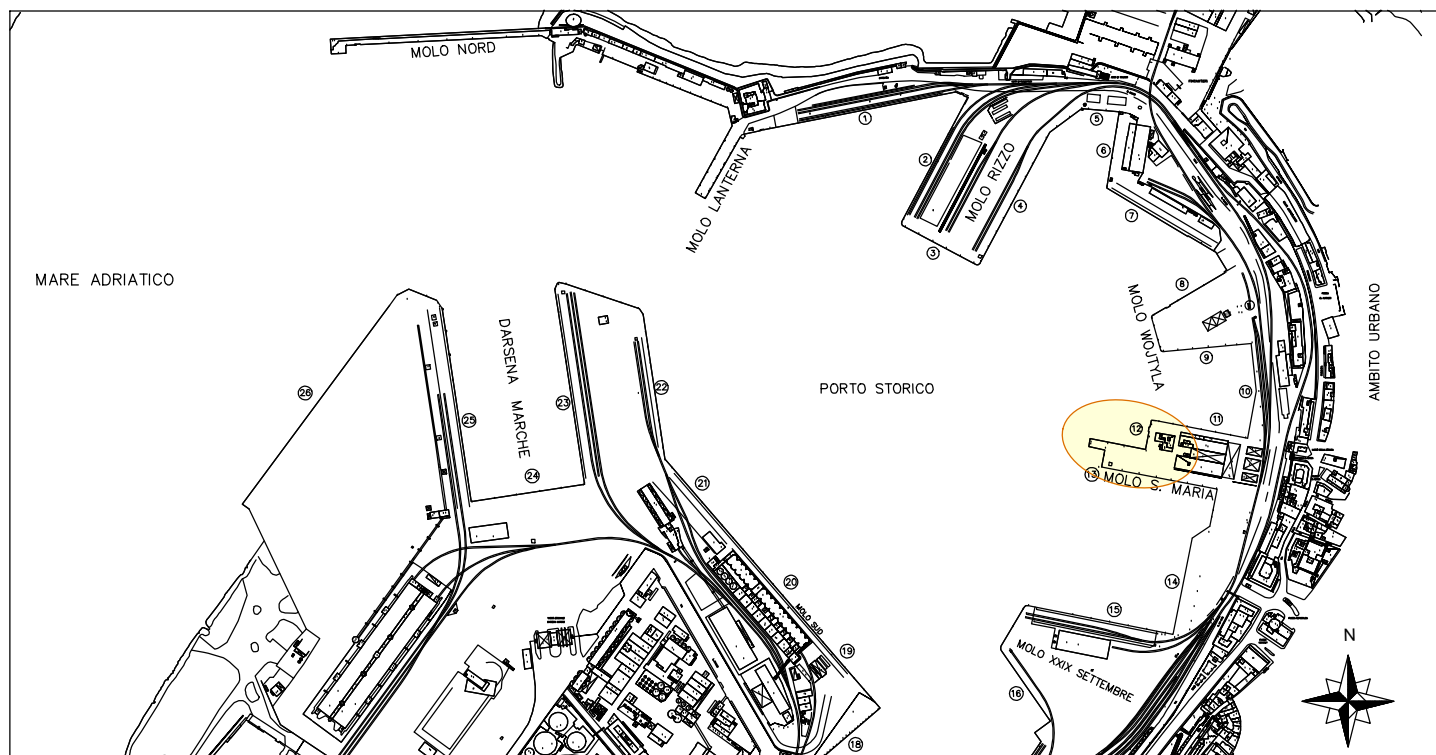 MOLO NORD
MOLO LANTERNA
1
2
MOLO RIZZO
3
4
5
6
7
MARE ADRIATICO
8
MOLO WOJTYLA
9
10
AMBITO URBANO
DARSENA MARCHE
PORTO STORICO
26
25
24
23
22
21
11
12
13
MOLO S. MARIA
14
15
MOLO XXIX SETTEMBRE
16
20
MOLO SUD
19
18
N